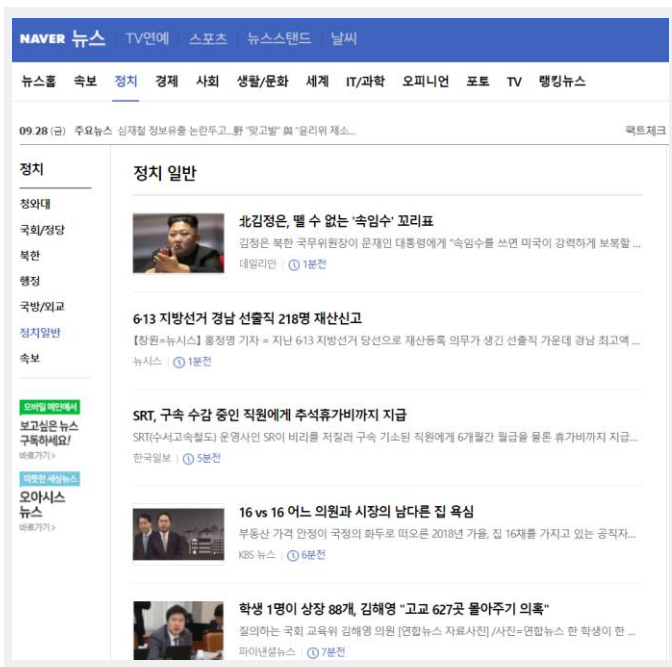 NAVER 뉴스 TV연예 스포츠 뉴스스탠드 날씨
뉴스홈 속보 정치 경제 사회 생활/문화 세계 IT/과학 오피니언 포토 TV 랭킹뉴스
09.28 (금) 주요뉴스 심재철 정보유출 논란두고...野 "맞고발" 與 "윤리위 제소... 팩트체크
정치
청와대
국회/정당
북한
행정
국방/외교
정치일반
속보
모바일 메인에서
보고싶은 뉴스
구독하세요!
바로가기>
따뜻한 세상뉴스
오아시스
뉴스
바로가기>
정치 일반
北김정은, 뗄 수 없는 '속임수' 꼬리표
김정은 북한 국무위원장이 문재인 대통령에게 "속임수를 쓰면 미국이 강력하게 보복할 ...
데일리안 1분전
6·13 지방선거 경남 선출직 218명 재산신고
【창원=뉴시스】홍정명 기자 = 지난 6·13 지방선거 당선으로 재산등록 의무가 생긴 선출직 가운데 경남 최고액 ...
뉴시스 1분전
SRT, 구속 수감 중인 직원에게 추석휴가비까지 지급
SRT(수서고속철도) 운영사인 SR이 비리를 저질러 구속 기소된 직원에게 6개월간 월급을 물론 휴가비까지 지급...
한국일보 5분전
16 vs 16 어느 의원과 시장의 남다른 집 욕심
부동산 가격 안정이 국정의 화두로 떠오른 2018년 가을, 집 16채를 가지고 있는 공직자...
KBS 뉴스 6분전
학생 1명이 상장 88개, 김해영 "고교 627곳 몰아주기 의혹"
질의하는 국회 교육위 김해영 의원 [연합뉴스 자료사진] /사진=연합뉴스 한 학생이 한 ...
파이낸셜뉴스 7분전